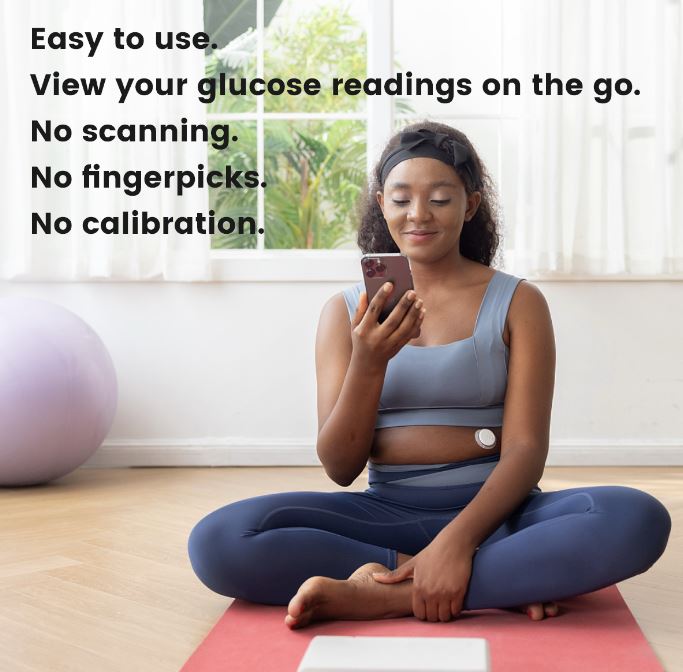 Easy to use.
View your glucose readings on the go.
No scanning.
No fingerpicks.
No calibration.